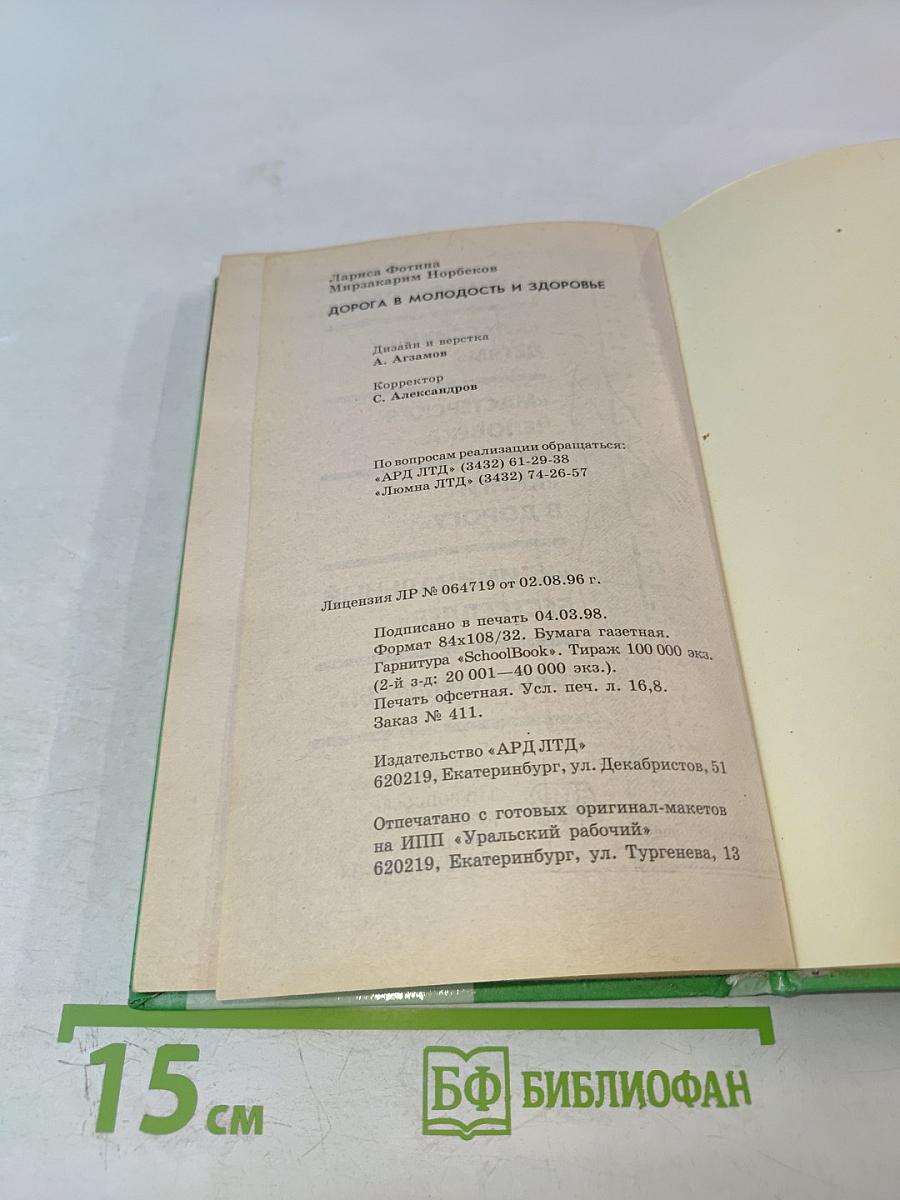 Лариса Фотина
Мирзакарим Норбеков
ДОРОГА В МОЛОДОСТЬ И ЗДОРОВЬЕ
Дизайн и верстка
А. Агзамов
Корректор
С. Александров
По вопросам реализации обращаться:
«АРД ЛТД» (3432) 61-29-38
«Люмна ЛТД» (3432) 74-26-57
Лицензия ЛР № 064719 от 02.08.96 г.
Подписано в печать 04.03.98.
Формат 84х108/32. Бумага газетная.
Гарнитура «SchoolBook». Тираж 100 000 экз.
(2-й з-д: 20 001—40 000 экз.).
Печать офсетная. Усл. печ. л. 16,8.
Заказ № 411.
Издательство «АРД ЛТД»
620219, Екатеринбург, ул. Декабристов, 51
Отпечатано с готовых оригинал-макетов
на ИПП «Уральский рабочий»
620219, Екатеринбург, ул. Тургенева, 13
15 см
БФ БИБЛИОФАН